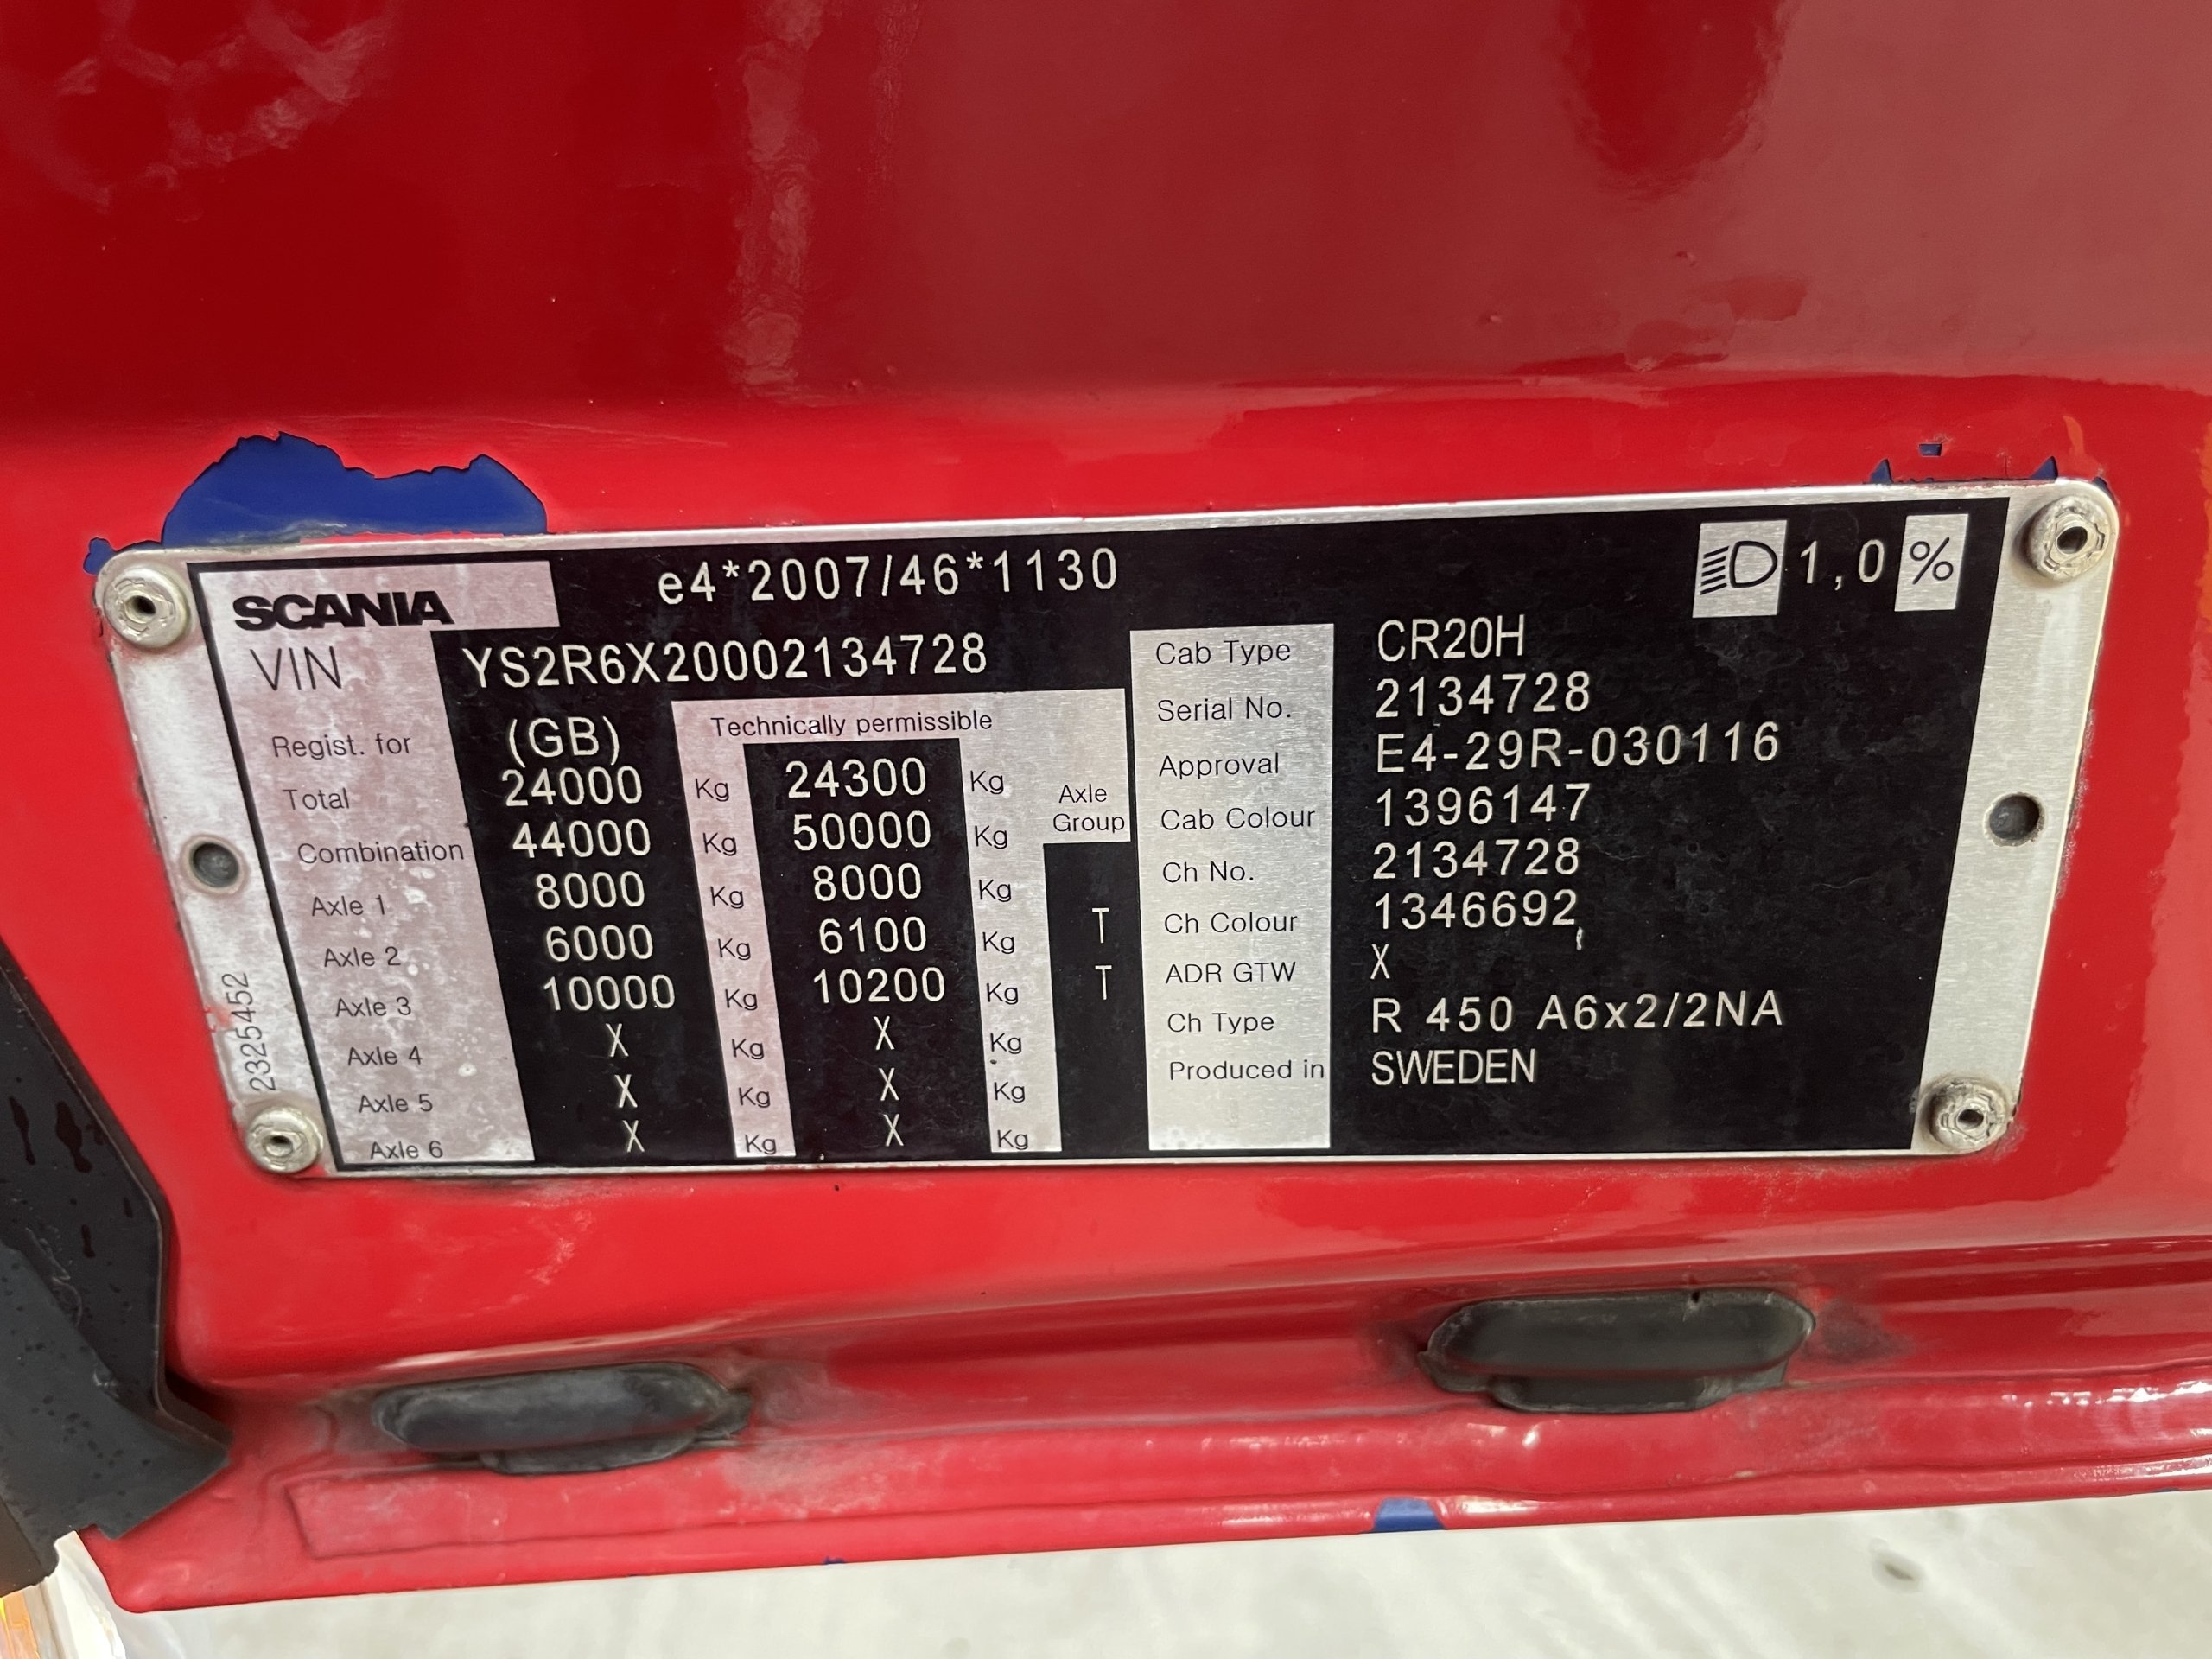 e4*2007/46*1130
1,0 %
SCANIA
VIN YS2R6X20002134728
Technically permissible
Regist. for (GB)
Total 24000 Kg 24300 Kg
Axle Group
Combination 44000 Kg 50000 Kg
Axle 1 8000 Kg 8000 Kg
Axle 2 6000 Kg 6100 Kg T
Axle 3 10000 Kg 10200 Kg T
Axle 4 X Kg X Kg
Axle 5 X Kg X Kg
Axle 6 X Kg X Kg
Cab Type CR20H
Serial No. 2134728
Approval E4-29R-030116
Cab Colour 1396147
Ch No. 2134728
Ch Colour 1346692
ADR GTW X
Ch Type R 450 A6x2/2NA
Produced in SWEDEN
2325452